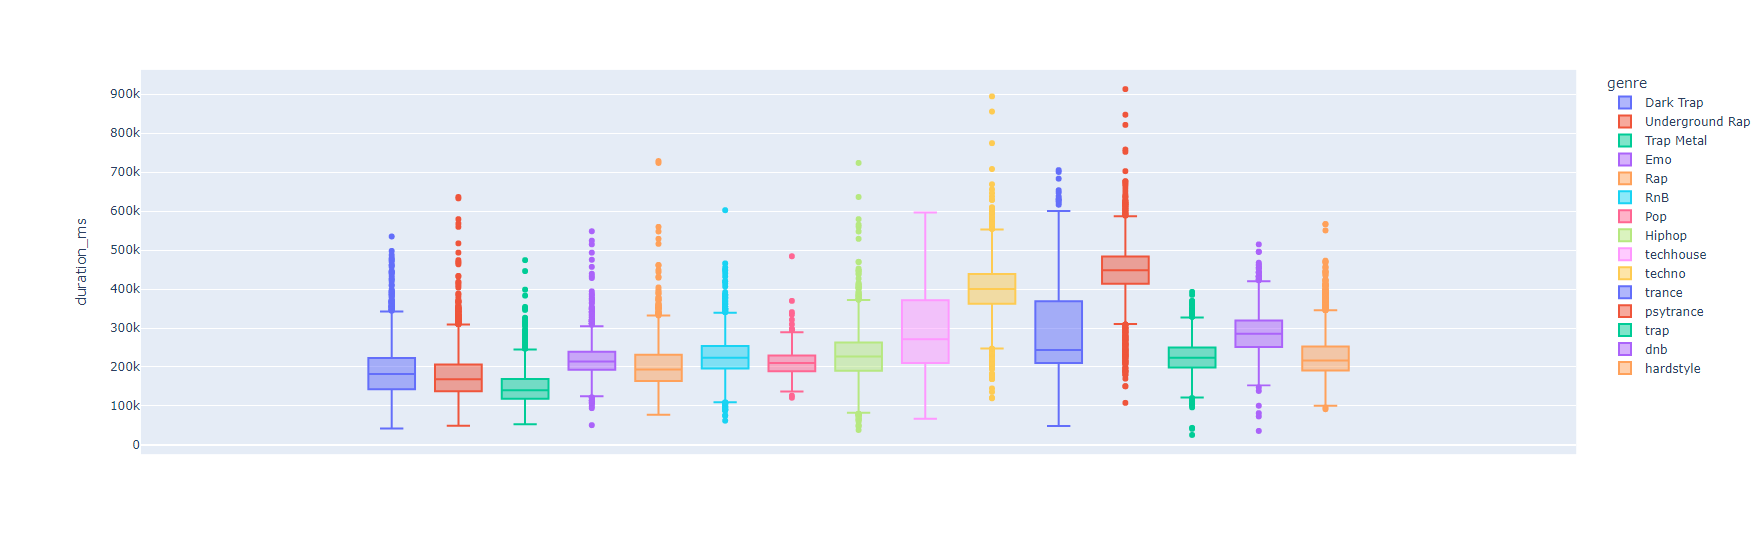 900k
800k
700k
600k
500k
400k
300k
200k
100k
0
duration_ms
genre
Dark Trap
Underground Rap
Trap Metal
Emo
Rap
RnB
Pop
Hiphop
techhouse
techno
trance
psytrance
trap
dnb
hardstyle